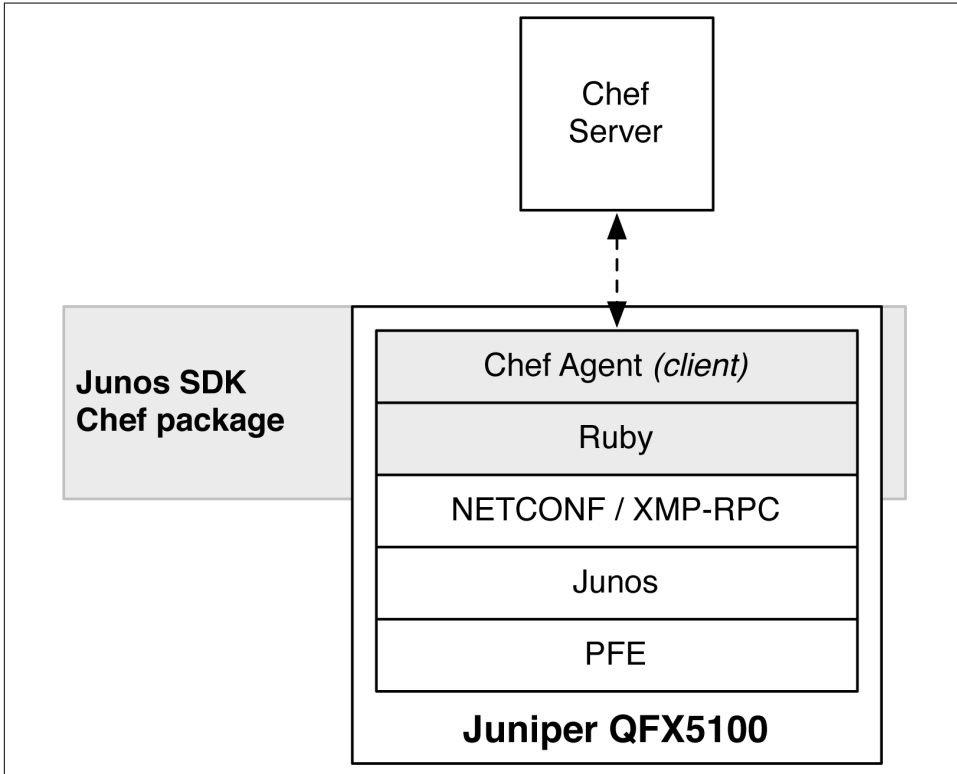 Chef
Server
Junos SDK
Chef package
Chef Agent (client)
Ruby
NETCONF / XMP-RPC
Junos
PFE
Juniper QFX5100